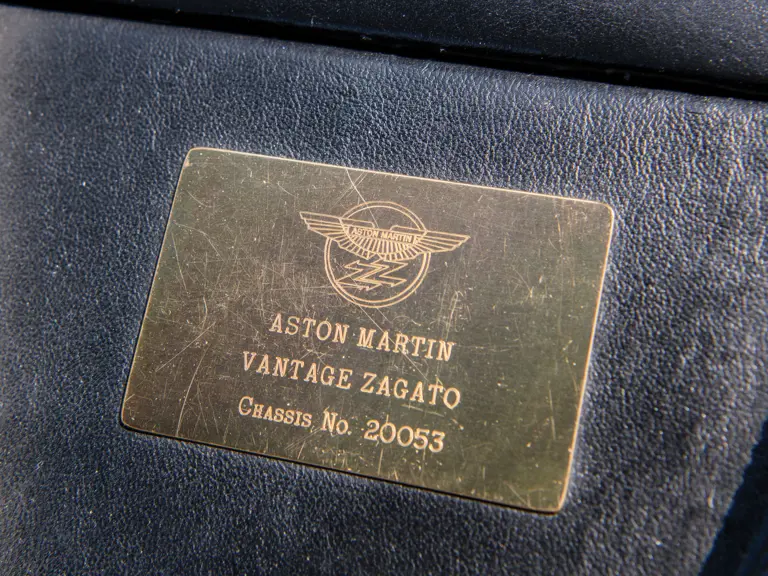 ASTON MARTIN
ASTON MARTIN
VANTAGE ZAGATO
CHASSIS No. 20053